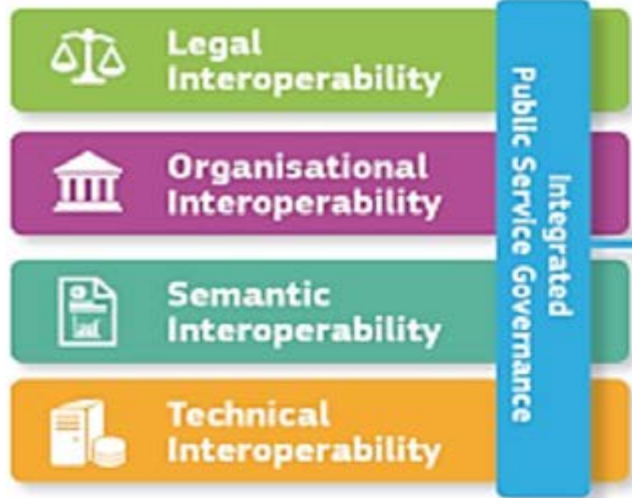 Legal
Interoperability
Organisational
Interoperability
Semantic
Interoperability
Technical
Interoperability
Integrated
Public Service Governance